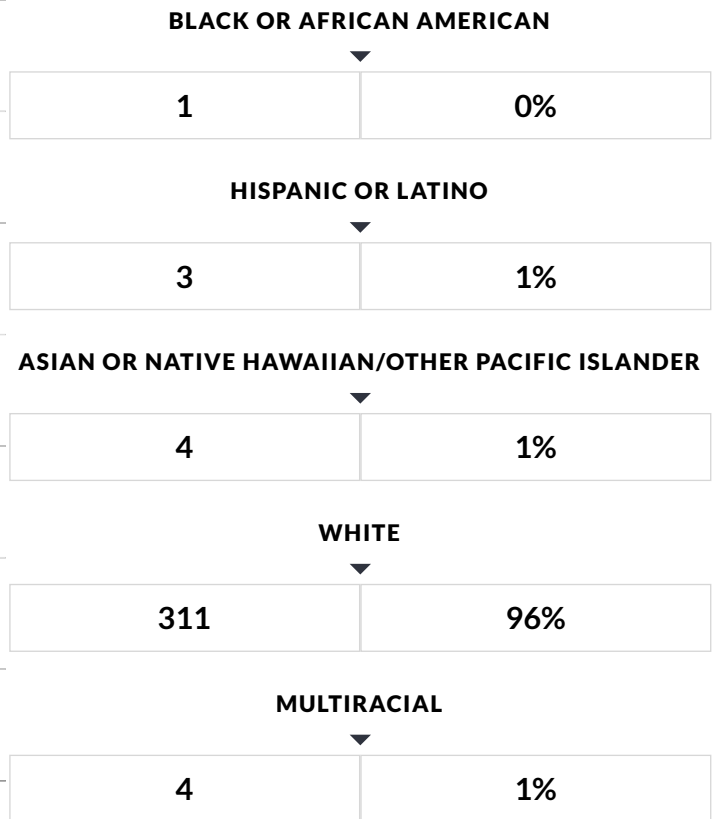 BLACK OR AFRICAN AMERICAN
1 0%
HISPANIC OR LATINO
3 1%
ASIAN OR NATIVE HAWAIIAN/OTHER PACIFIC ISLANDER
4 1%
WHITE
311 96%
MULTIRACIAL
4 1%